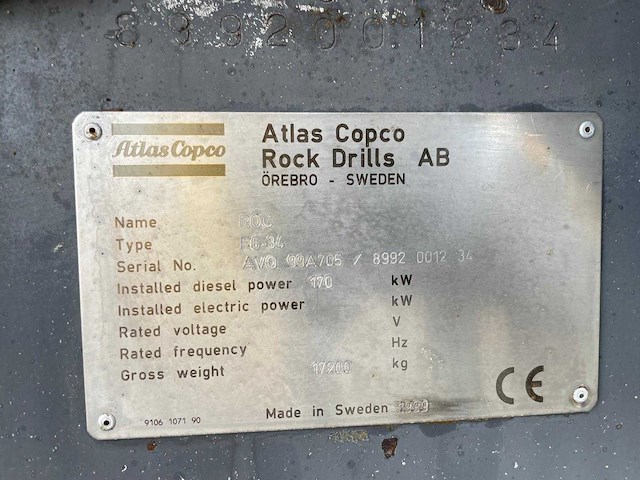 8992001234
Atlas Copco
Atlas Copco
Rock Drills AB
ÖREBRO - SWEDEN
Name ROC
Type
Serial No. AVO 99A705 / 8992 0012 34
Installed diesel power 170 kW
Installed electric power kW
Rated voltage V
Rated frequency Hz
Gross weight 17200 kg
CE
9106 1071 90
Made in Sweden 1999